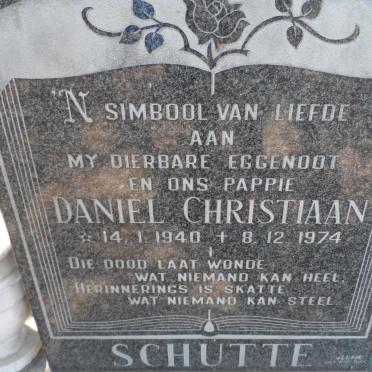 'N SIMBOOL VAN LIEFDE
AAN
MY DIERBARE EGGENOOT
EN ONS PAPPIE
DANIEL CHRISTIAAN
☆ 14.1.1940 + 8.12.1974
DIE DOOD LAAT WONDE
WAT NIEMAND KAN HEEL
HERINNERINGS IS SKATTE
WAT NIEMAND KAN STEEL
SCHUTTE